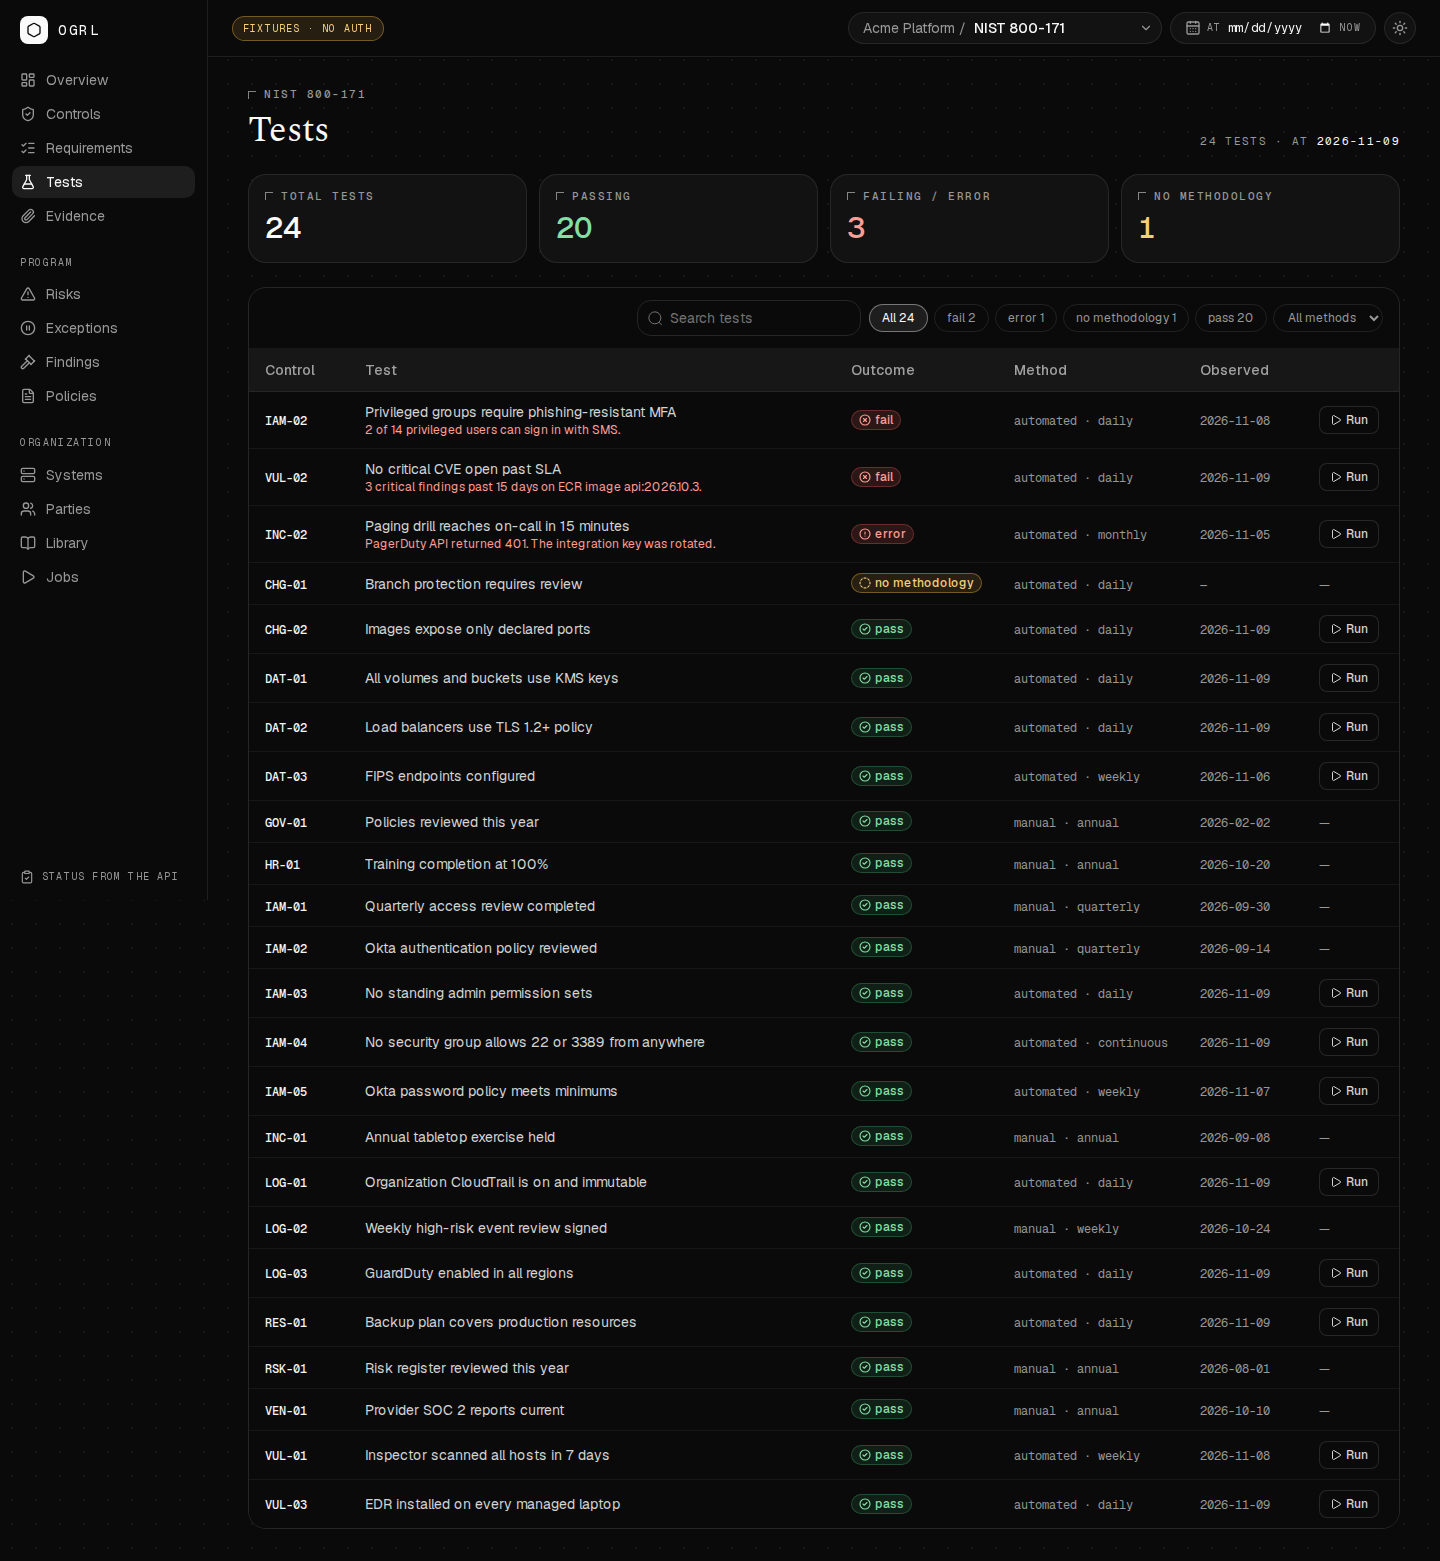 OGRL
FIXTURES · NO AUTH
Acme Platform / NIST 800-171
AT mm/dd/yyyy NOW
Overview
Controls
Requirements
Tests
Evidence
PROGRAM
Risks
Exceptions
Findings
Policies
ORGANIZATION
Systems
Parties
Library
Jobs
STATUS FROM THE API
NIST 800-171
Tests
24 TESTS · AT 2026-11-09
TOTAL TESTS
24
PASSING
20
FAILING / ERROR
3
NO METHODOLOGY
1
Search tests
All 24
fail 2
error 1
no methodology 1
pass 20
All methods
Control Test Outcome Method Observed
IAM-02 Privileged groups require phishing-resistant MFA fail automated · daily 2026-11-08 Run
2 of 14 privileged users can sign in with SMS.
VUL-02 No critical CVE open past SLA fail automated · daily 2026-11-09 Run
3 critical findings past 15 days on ECR image api:2026.10.3.
INC-02 Paging drill reaches on-call in 15 minutes error automated · monthly 2026-11-05 Run
PagerDuty API returned 401. The integration key was rotated.
CHG-01 Branch protection requires review no methodology automated · daily – —
CHG-02 Images expose only declared ports pass automated · daily 2026-11-09 Run
DAT-01 All volumes and buckets use KMS keys pass automated · daily 2026-11-09 Run
DAT-02 Load balancers use TLS 1.2+ policy pass automated · daily 2026-11-09 Run
DAT-03 FIPS endpoints configured pass automated · weekly 2026-11-06 Run
GOV-01 Policies reviewed this year pass manual · annual 2026-02-02 —
HR-01 Training completion at 100% pass manual · annual 2026-10-20 —
IAM-01 Quarterly access review completed pass manual · quarterly 2026-09-30 —
IAM-02 Okta authentication policy reviewed pass manual · quarterly 2026-09-14 —
IAM-03 No standing admin permission sets pass automated · daily 2026-11-09 Run
IAM-04 No security group allows 22 or 3389 from anywhere pass automated · continuous 2026-11-09 Run
IAM-05 Okta password policy meets minimums pass automated · weekly 2026-11-07 Run
INC-01 Annual tabletop exercise held pass manual · annual 2026-09-08 —
LOG-01 Organization CloudTrail is on and immutable pass automated · daily 2026-11-09 Run
LOG-02 Weekly high-risk event review signed pass manual · weekly 2026-10-24 —
LOG-03 GuardDuty enabled in all regions pass automated · daily 2026-11-09 Run
RES-01 Backup plan covers production resources pass automated · daily 2026-11-09 Run
RSK-01 Risk register reviewed this year pass manual · annual 2026-08-01 —
VEN-01 Provider SOC 2 reports current pass manual · annual 2026-10-10 —
VUL-01 Inspector scanned all hosts in 7 days pass automated · weekly 2026-11-08 Run
VUL-03 EDR installed on every managed laptop pass automated · daily 2026-11-09 Run